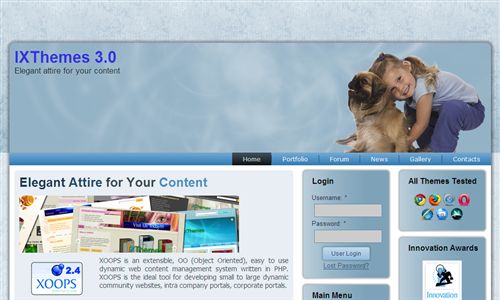 IXThemes 3.0
Elegant attire for your content
Home Portfolio Forum News Gallery Contacts
Elegant Attire for Your Content
XOOPS is an extensible, OO (Object Oriented), easy to use
dynamic web content management system written in PHP.
XOOPS is the ideal tool for developing small to large dynamic
community websites, intra company portals, corporate portals.
2.4
XOOPS
Login
Username: *
Password: *
User Login
Lost Password?
Main Menu
All Themes Tested
Innovation Awards
Innovation